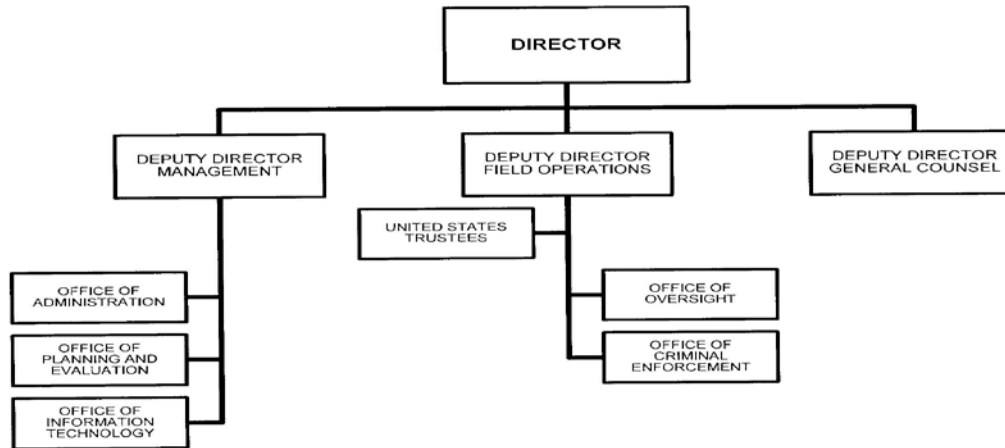 DIRECTOR
DEPUTY DIRECTOR
MANAGEMENT
DEPUTY DIRECTOR
FIELD OPERATIONS
DEPUTY DIRECTOR
GENERAL COUNSEL
UNITED STATES
TRUSTEES
OFFICE OF
ADMINISTRATION
OFFICE OF
PLANNING AND
EVALUATION
OFFICE OF
INFORMATION
TECHNOLOGY
OFFICE OF
OVERSIGHT
OFFICE OF
CRIMINAL
ENFORCEMENT